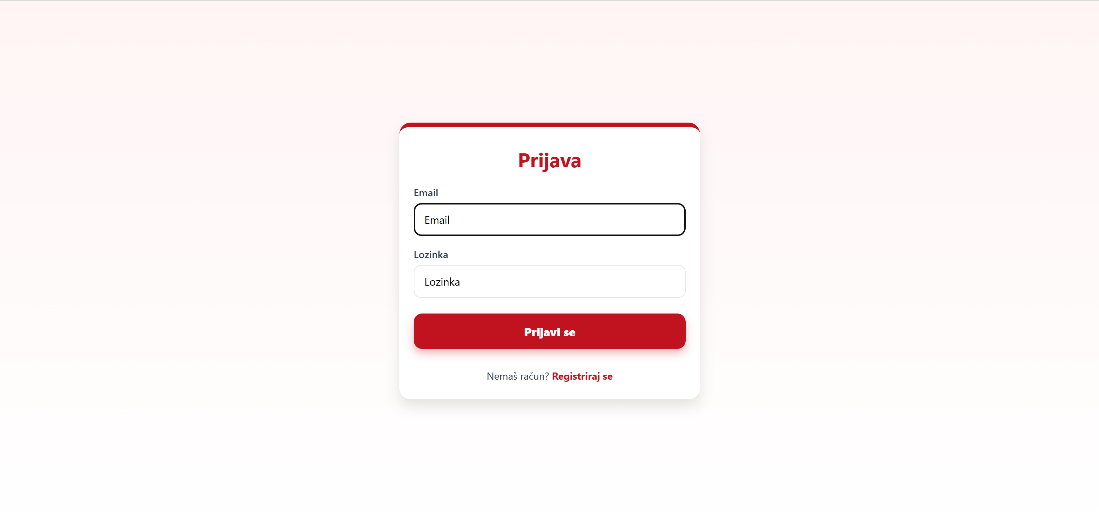 Prijava
Email
Email
Lozinka
Lozinka
Prijavi se
Nemaš račun? Registriraj se